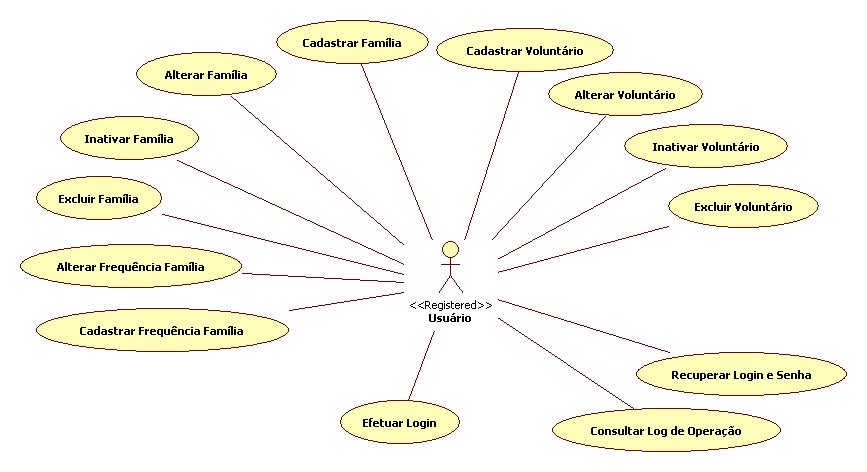 Cadastrar Família
Cadastrar Voluntário
Alterar Família
Alterar Voluntário
Inativar Família
Inativar Voluntário
Excluir Família
Excluir Voluntário
Alterar Frequência Família
<<Registered>>
Usuário
Cadastrar Frequência Família
Recuperar Login e Senha
Efetuar Login
Consultar Log de Operação